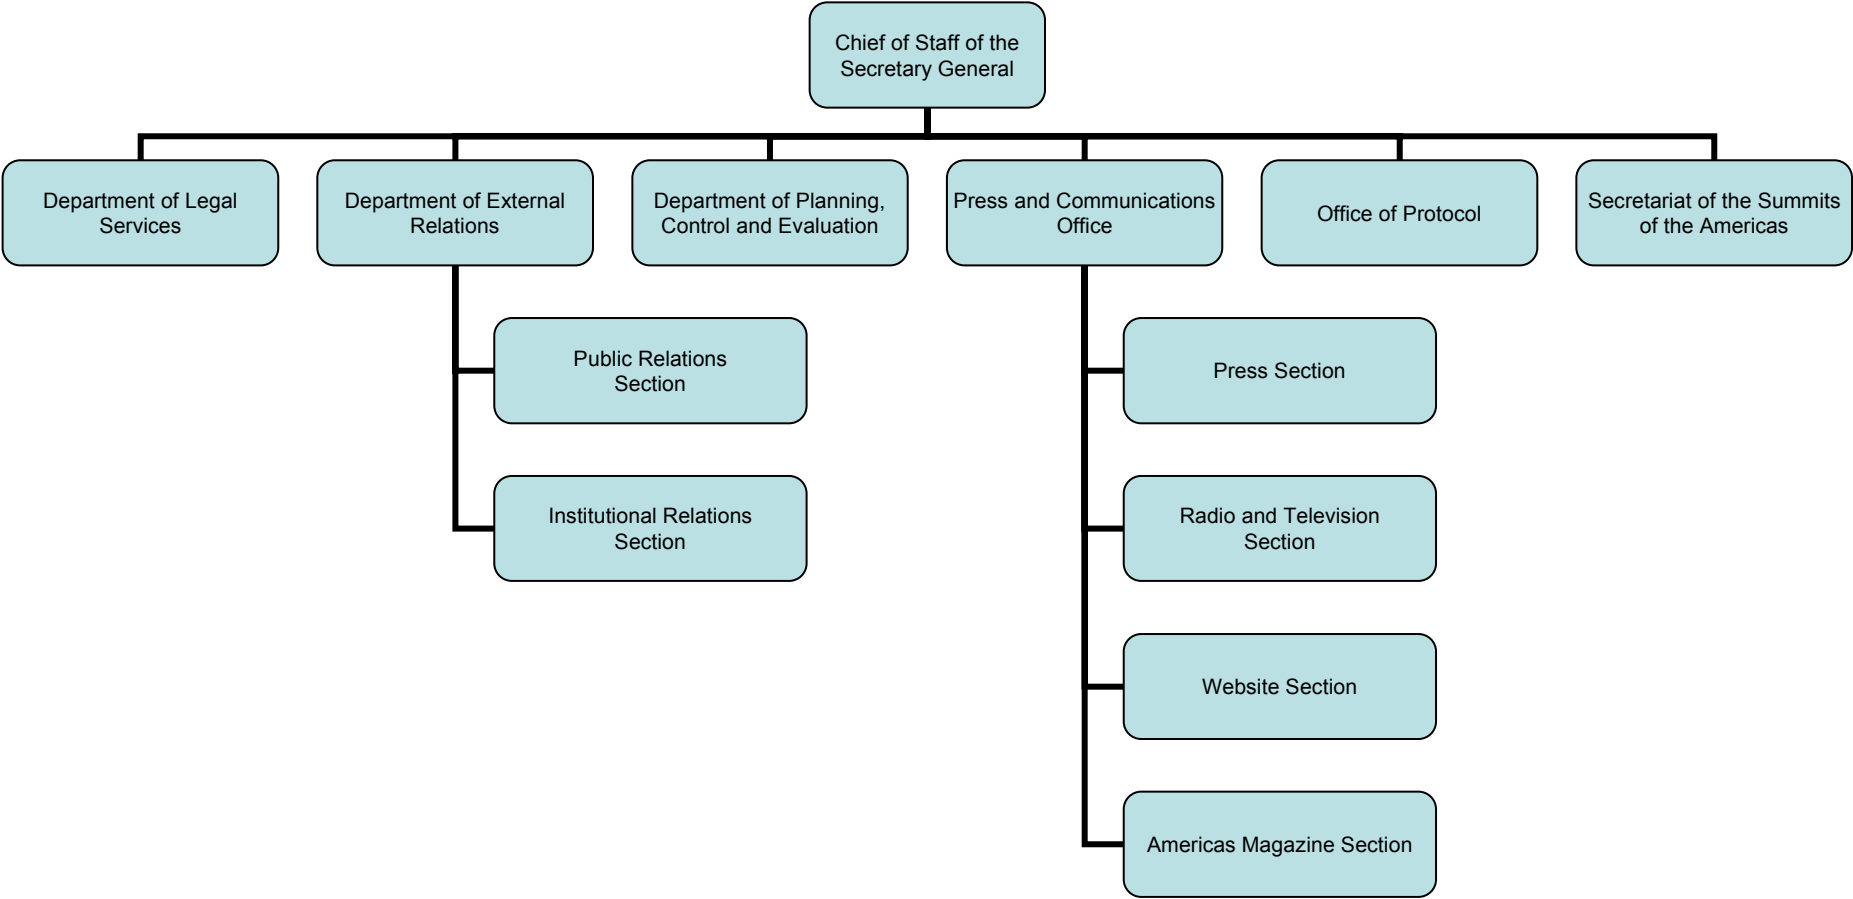 Chief of Staff of the
Secretary General
Department of Legal
Services
Department of External
Relations
Department of Planning,
Control and Evaluation
Press and Communications
Office
Office of Protocol
Secretariat of the Summits
of the Americas
Public Relations
Section
Institutional Relations
Section
Press Section
Radio and Television
Section
Website Section
Americas Magazine Section